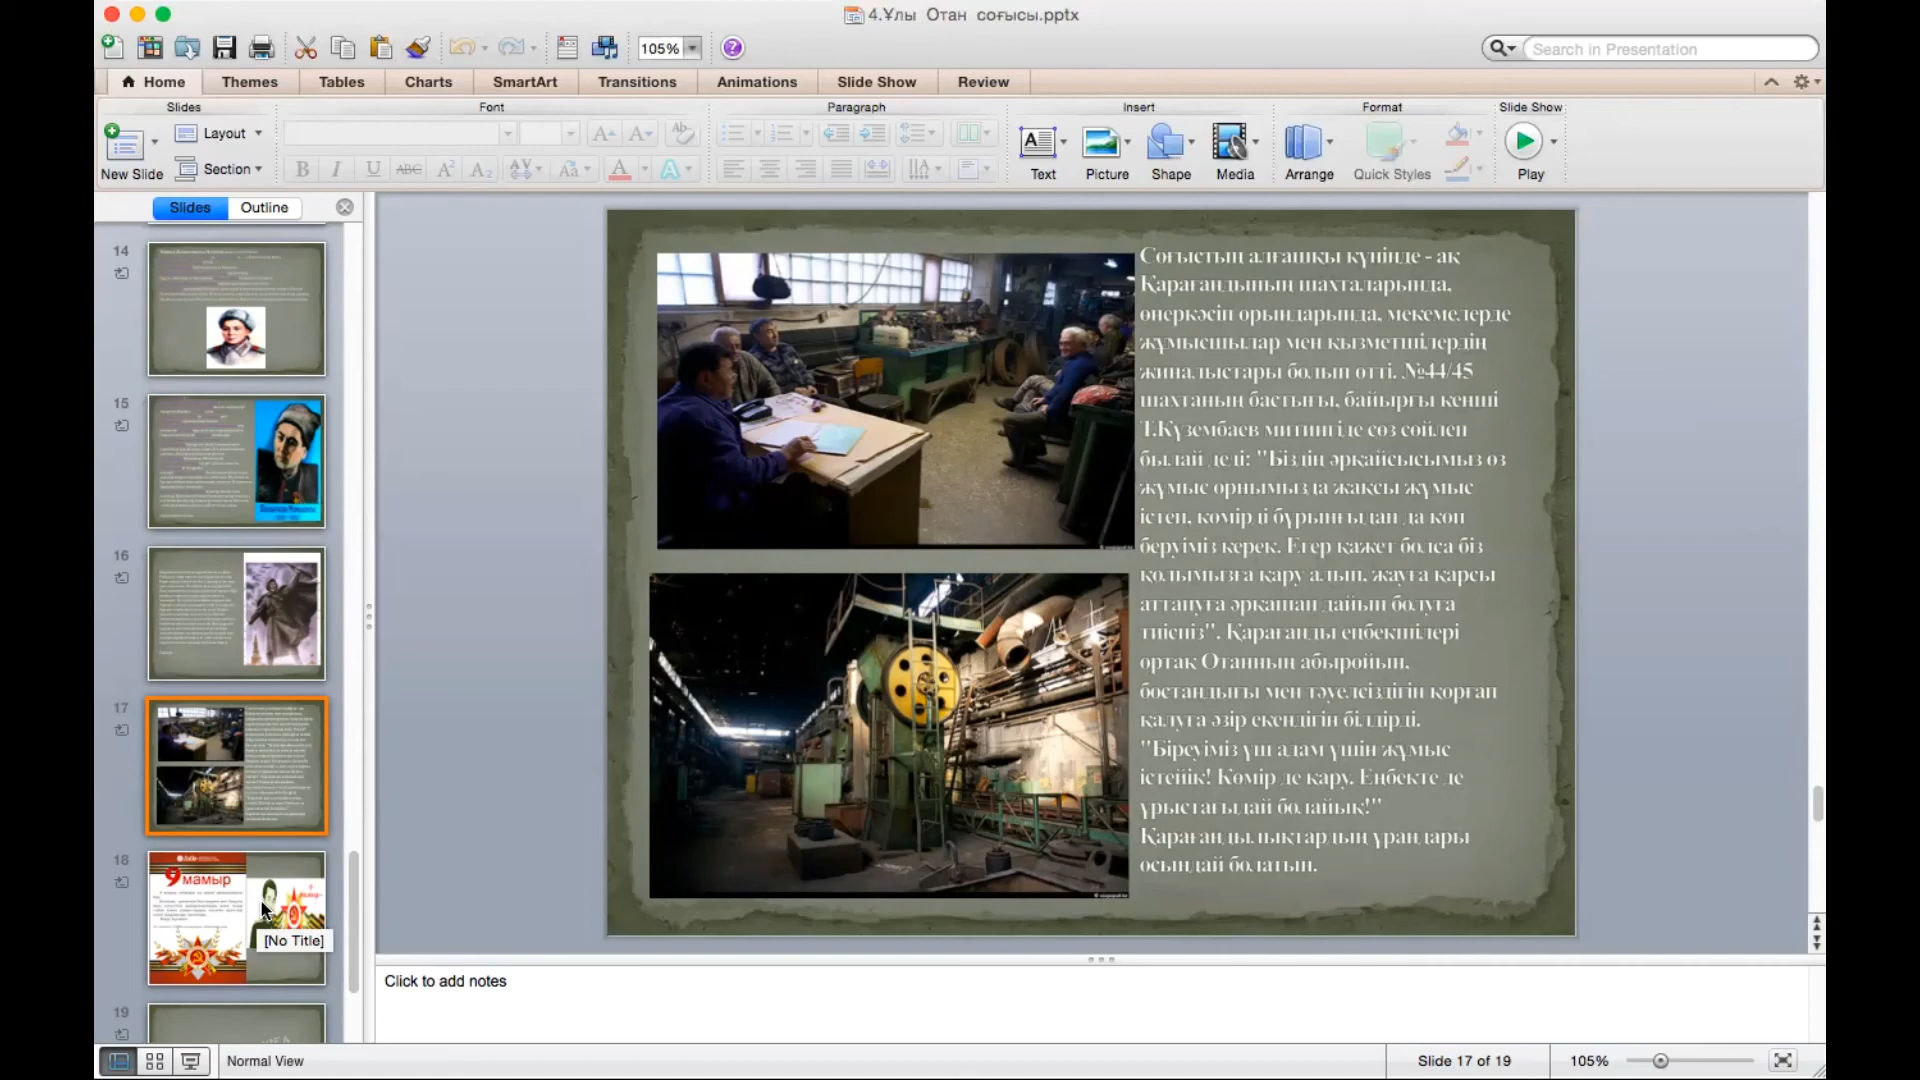 4.Ұлы Отан соғысы.pptx
105%
Search in Presentation
Home Themes Tables Charts SmartArt Transitions Animations Slide Show Review
Slides Font Paragraph Insert Format Slide Show
Layout
Section
New Slide Text Picture Shape Media Arrange Quick Styles Play
Slides Outline
14
15
16
17
18
9 мамыр
[No Title]
19
Соғыстың алғашқы күнінде - ақ
Қарағандының шахталарында,
өнеркәсіп орындарында, мекемелерде
жұмысшылар мен қызметшілердің
жиналыстары болып өтті. №44/45
шахтаның бастығы, байырғы кенші
Т.Күзембаев митингіде сөз сөйлеп
былай деді: "Біздің әрқайсысымыз өз
жұмыс орнымызда жақсы жұмыс
істеп, көмірді бұрынғыдан да көп
беруіміз керек. Егер қажет болса біз
қолымызға қару алып, жауға қарсы
аттануға әрқашан дайын болуға
тиіспіз". Қарағанды еңбекшілері
ортақ Отанның абыройын,
бостандығы мен тәуелсіздігін қорғап
қалуға әзір екендігін білдірді.
"Біреуіміз үш адам үшін жұмыс
істейік! Көмір де қару. Еңбекте де
ұрыстағыдай болайық!"
Қарағандылықтардың ұрандары
осындай болатын.
Click to add notes
Normal View
Slide 17 of 19
105%